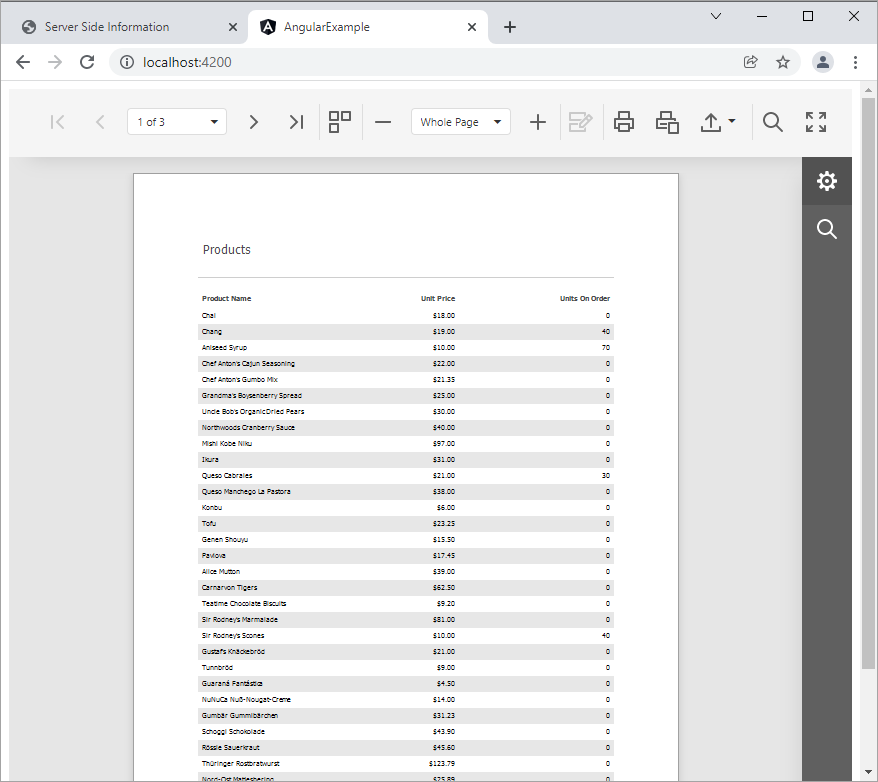 Server Side Information
AngularExample
localhost:4200
1 of 3
Whole Page
Products
Product Name Unit Price Units On Order
Chai $18.00 0
Chang $19.00 40
Aniseed Syrup $10.00 70
Chef Anton's Cajun Seasoning $22.00 0
Chef Anton's Gumbo Mix $21.35 0
Grandma's Boysenberry Spread $25.00 0
Uncle Bob's Organic Dried Pears $30.00 0
Northwoods Cranberry Sauce $40.00 0
Mishi Kobe Niku $97.00 0
Ikura $31.00 0
Queso Cabrales $21.00 30
Queso Manchego La Pastora $38.00 0
Konbu $6.00 0
Tofu $23.25 0
Genen Shouyu $15.50 0
Pavlova $17.45 0
Alice Mutton $39.00 0
Carnarvon Tigers $62.50 0
Teatime Chocolate Biscuits $9.20 0
Sir Rodney's Marmalade $81.00 0
Sir Rodney's Scones $10.00 40
Gustaf's Knäckebröd $21.00 0
Tunnbröd $9.00 0
Guaraná Fantástica $4.50 0
NuNuCa Nuß-Nougat-Creme $14.00 0
Gumbär Gummibärchen $31.23 0
Schoggi Schokolade $43.90 0
Rössle Sauerkraut $45.60 0
Thüringer Rostbratwurst $123.79 0
Nord-Ost Matjeshering $25.89 0